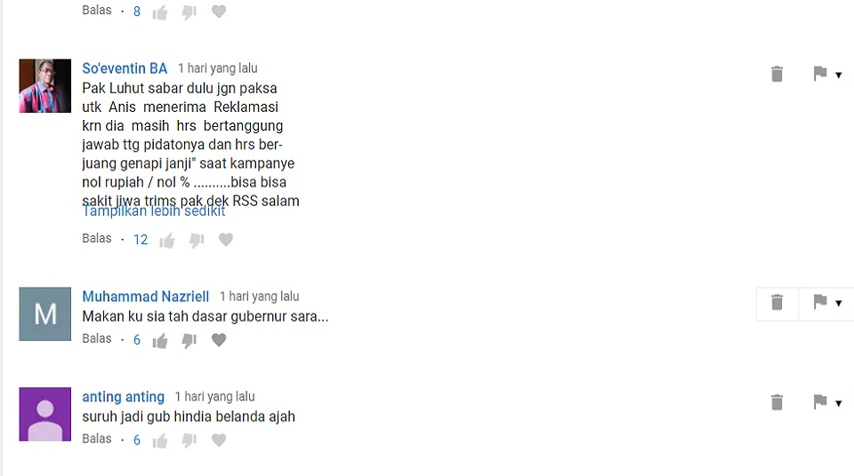 Balas · 8
So'eventin BA 1 hari yang lalu
Pak Luhut sabar dulu jgn paksa
utk Anis menerima Reklamasi
krn dia masih hrs bertanggung
jawab ttg pidatonya dan hrs ber-
juang genapi janji" saat kampanye
nol rupiah / nol % ..........bisa bisa
sakit jiwa trims pak dek RSS salam
Tampilkan lebih sedikit
Balas · 12
M
Muhammad Nazriell 1 hari yang lalu
Makan ku sia tah dasar gubernur sara...
Balas · 6
anting anting 1 hari yang lalu
suruh jadi gub hindia belanda ajah
Balas · 6